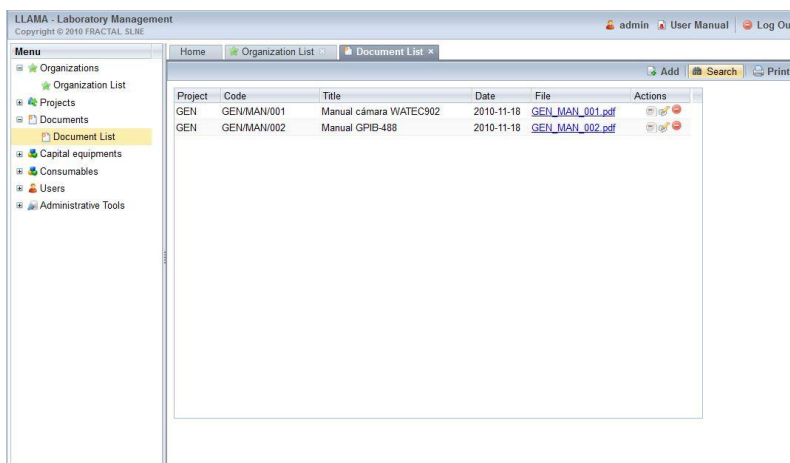 LLAMA - Laboratory Management
Copyright © 2010 FRACTAL SLNE
admin User Manual Log Ou
Menu
Organizations
Organization List
Projects
Documents
Document List
Capital equipments
Consumables
Users
Administrative Tools
Home Organization List Document List
Add Search Print
Project Code Title Date File Actions
GEN GEN/MAN/001 Manual cámara WATEC902 2010-11-18 GEN_MAN_001.pdf
GEN GEN/MAN/002 Manual GPIB-488 2010-11-18 GEN_MAN_002.pdf